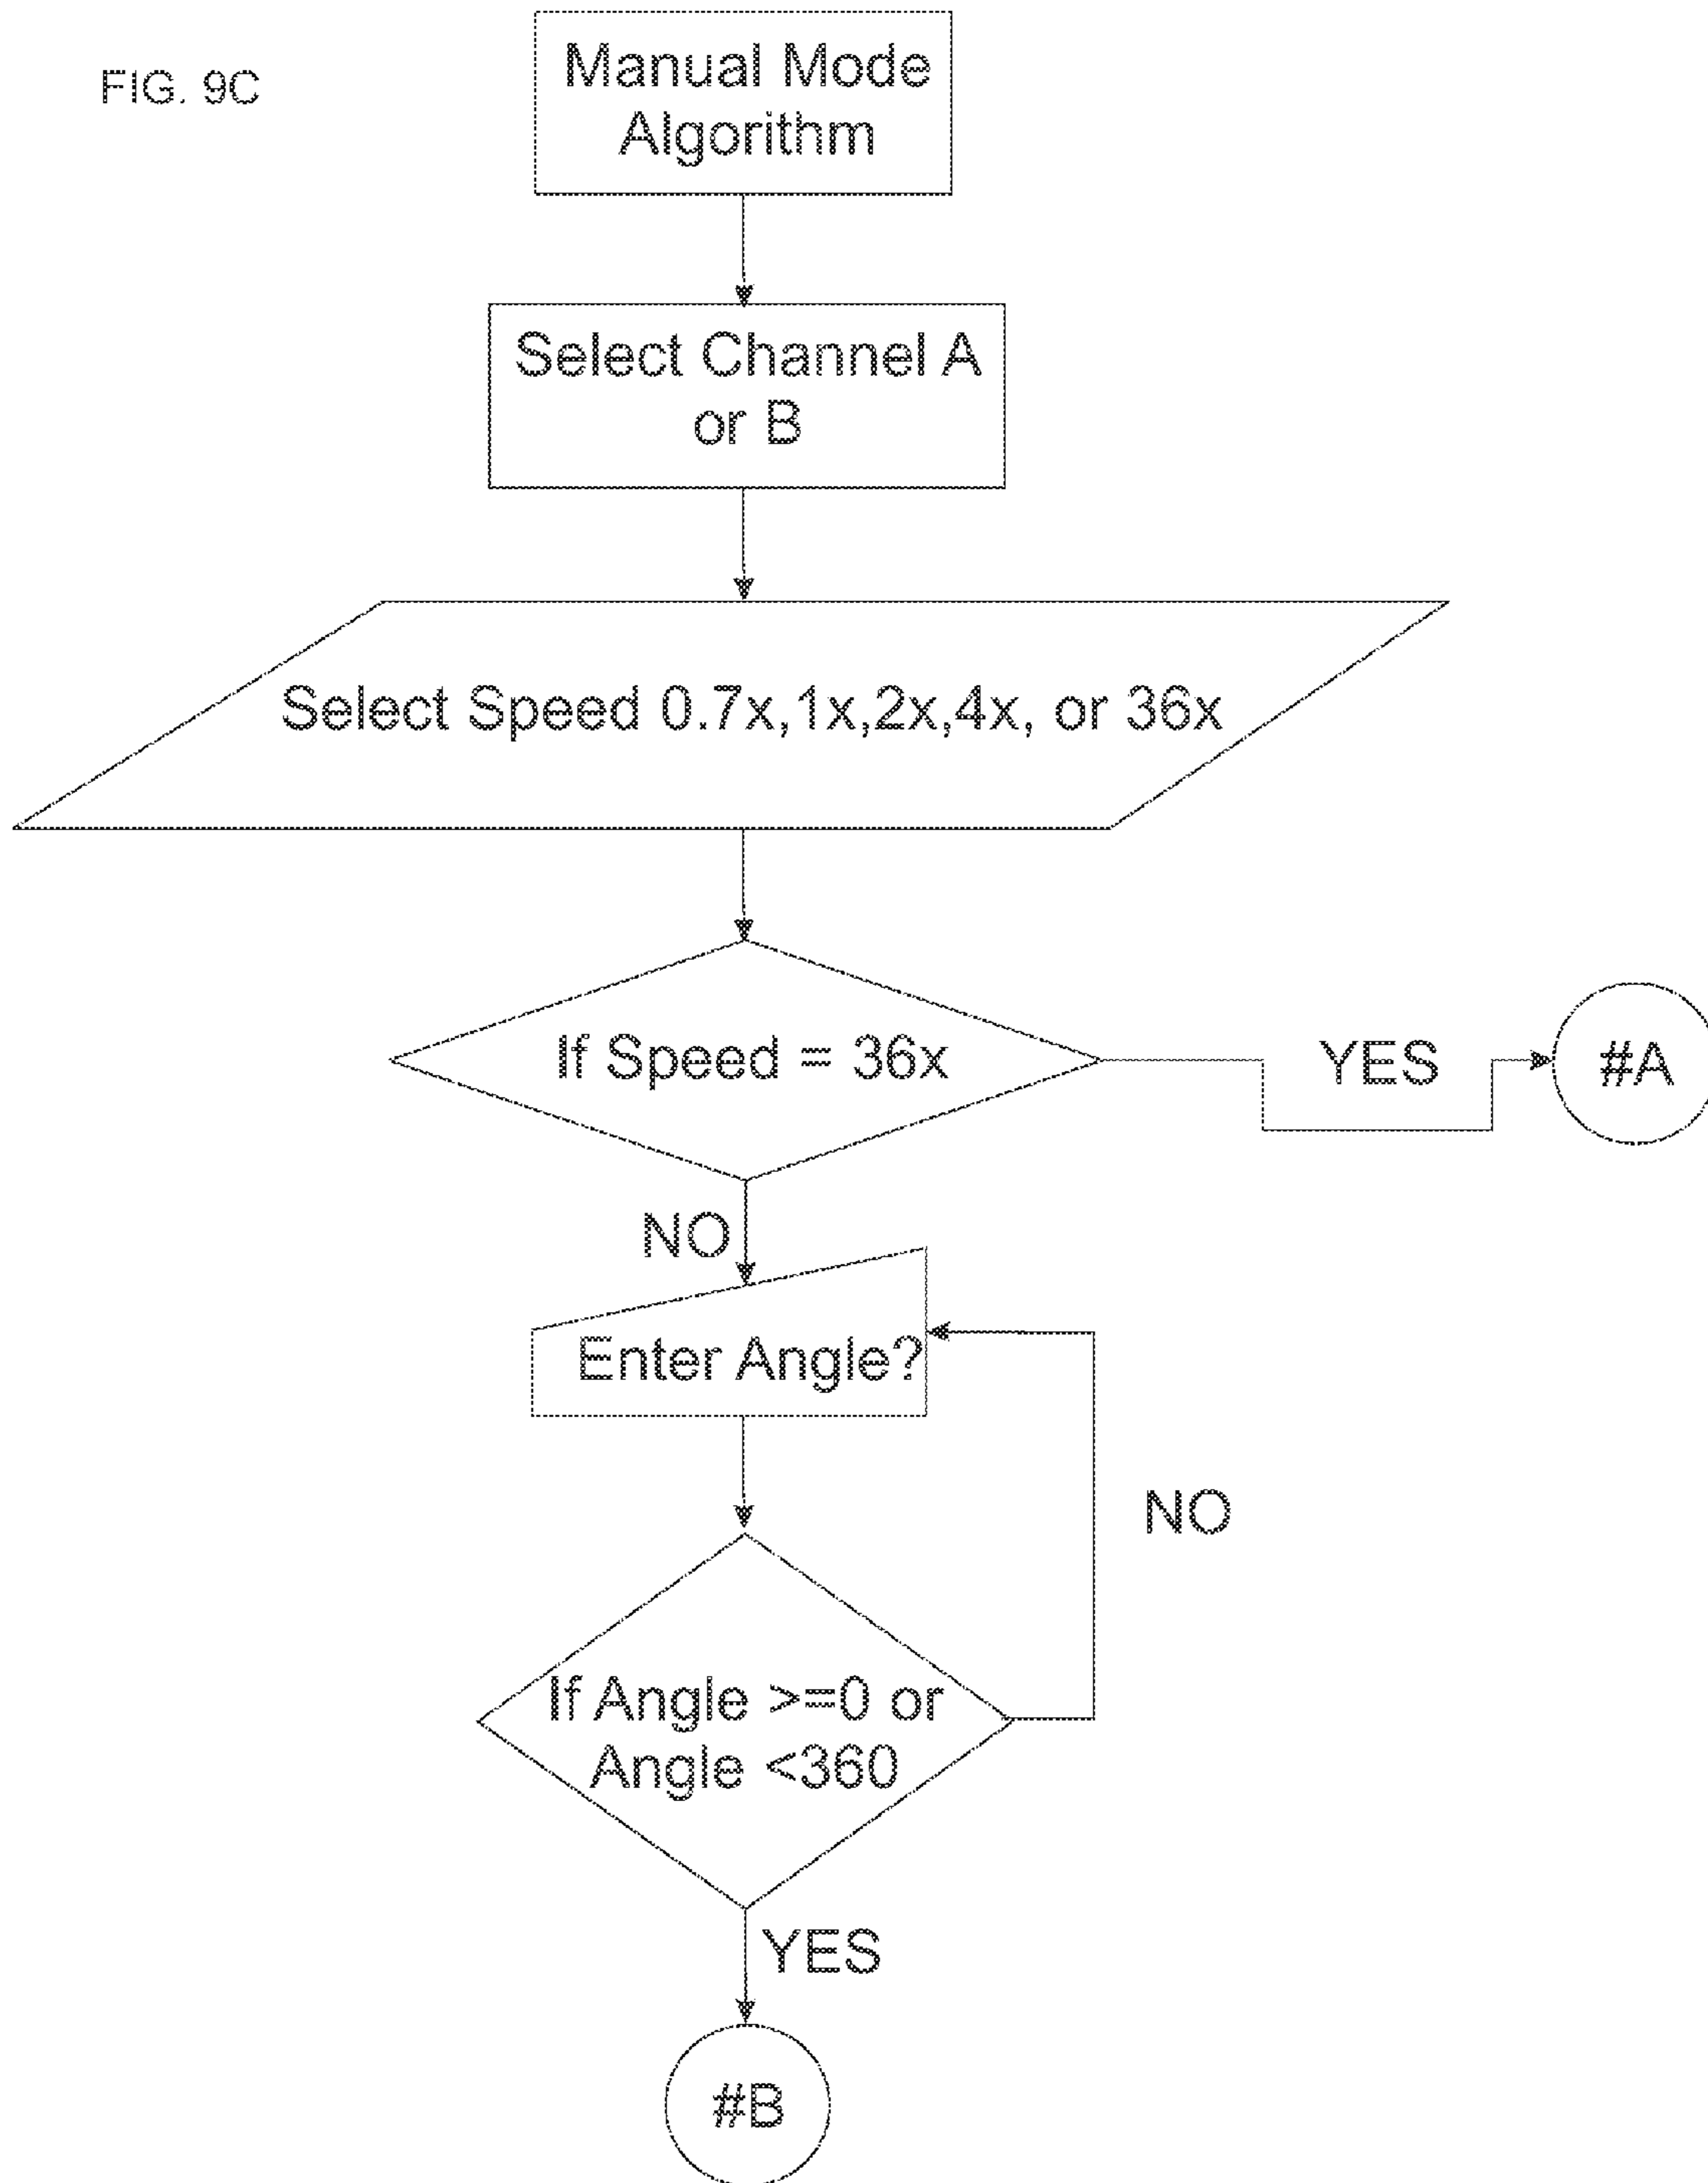 FIG. 9C
Manual Mode
Algorithm
Select Channel A
or B
Select Speed 0.7x,1x,2x,4x, or 36x
If Speed = 36x
YES
#A
NO
Enter Angle?
NO
If Angle >=0 or
Angle <360
YES
#B